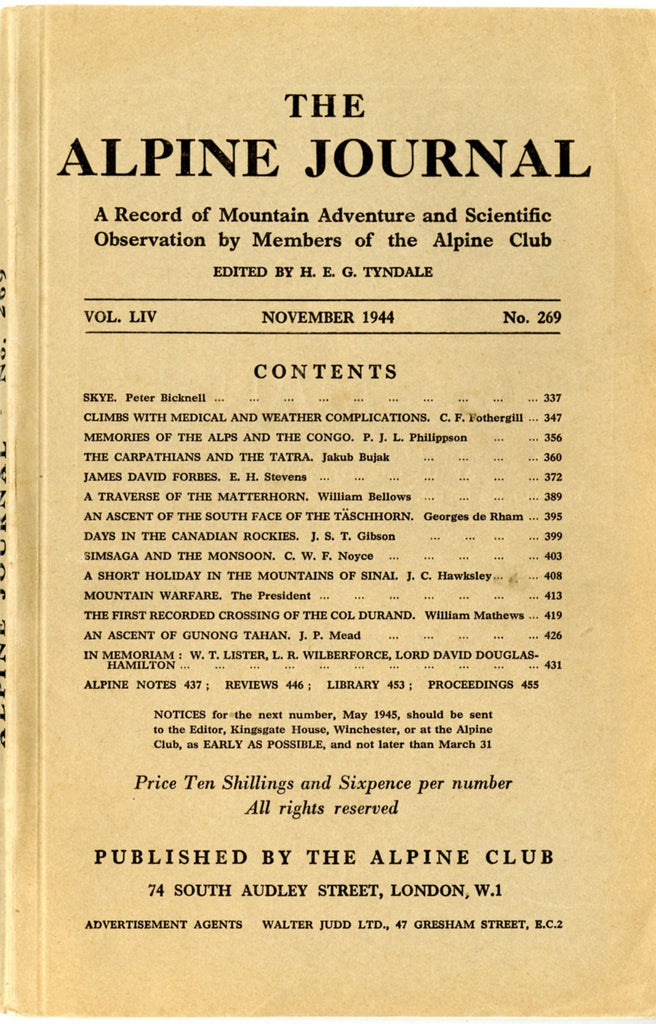 THE
ALPINE JOURNAL
A Record of Mountain Adventure and Scientific
Observation by Members of the Alpine Club
EDITED BY H. E. G. TYNDALE
VOL. LIV NOVEMBER 1944 No. 269
CONTENTS
SKYE. Peter Bicknell ... ... ... ... ... ... ... ... ... ... 337
CLIMBS WITH MEDICAL AND WEATHER COMPLICATIONS. C. F. Fothergill ... 347
MEMORIES OF THE ALPS AND THE CONGO. P. J. L. Philippson ... ... 356
THE CARPATHIANS AND THE TATRA. Jakub Bujak ... ... ... ... 360
JAMES DAVID FORBES. E. H. Stevens ... ... ... ... ... ... ... 372
A TRAVERSE OF THE MATTERHORN. William Bellows ... ... ... ... 389
AN ASCENT OF THE SOUTH FACE OF THE TÄSCHHORN. Georges de Rham ... 395
DAYS IN THE CANADIAN ROCKIES. J. S. T. Gibson ... ... ... ... 399
SIMSAGA AND THE MONSOON. C. W. F. Noyce ... ... ... ... ... 403
A SHORT HOLIDAY IN THE MOUNTAINS OF SINAI. J. C. Hawksley... ... ... 408
MOUNTAIN WARFARE. The President ... ... ... ... ... ... ... 413
THE FIRST RECORDED CROSSING OF THE COL DURAND. William Mathews ... 419
AN ASCENT OF GUNONG TAHAN. J. P. Mead ... ... ... ... ... 426
IN MEMORIAM : W. T. LISTER, L. R. WILBERFORCE, LORD DAVID DOUGLAS-
HAMILTON ... ... ... ... ... ... ... ... ... ... ... 431
ALPINE NOTES 437 ; REVIEWS 446 ; LIBRARY 453 ; PROCEEDINGS 455
NOTICES for the next number, May 1945, should be sent
to the Editor, Kingsgate House, Winchester, or at the Alpine
Club, as EARLY AS POSSIBLE, and not later than March 31
Price Ten Shillings and Sixpence per number
All rights reserved
PUBLISHED BY THE ALPINE CLUB
74 SOUTH AUDLEY STREET, LONDON, W.1
ADVERTISEMENT AGENTS WALTER JUDD LTD., 47 GRESHAM STREET, E.C.2
ALPINE JOURNAL No. 269